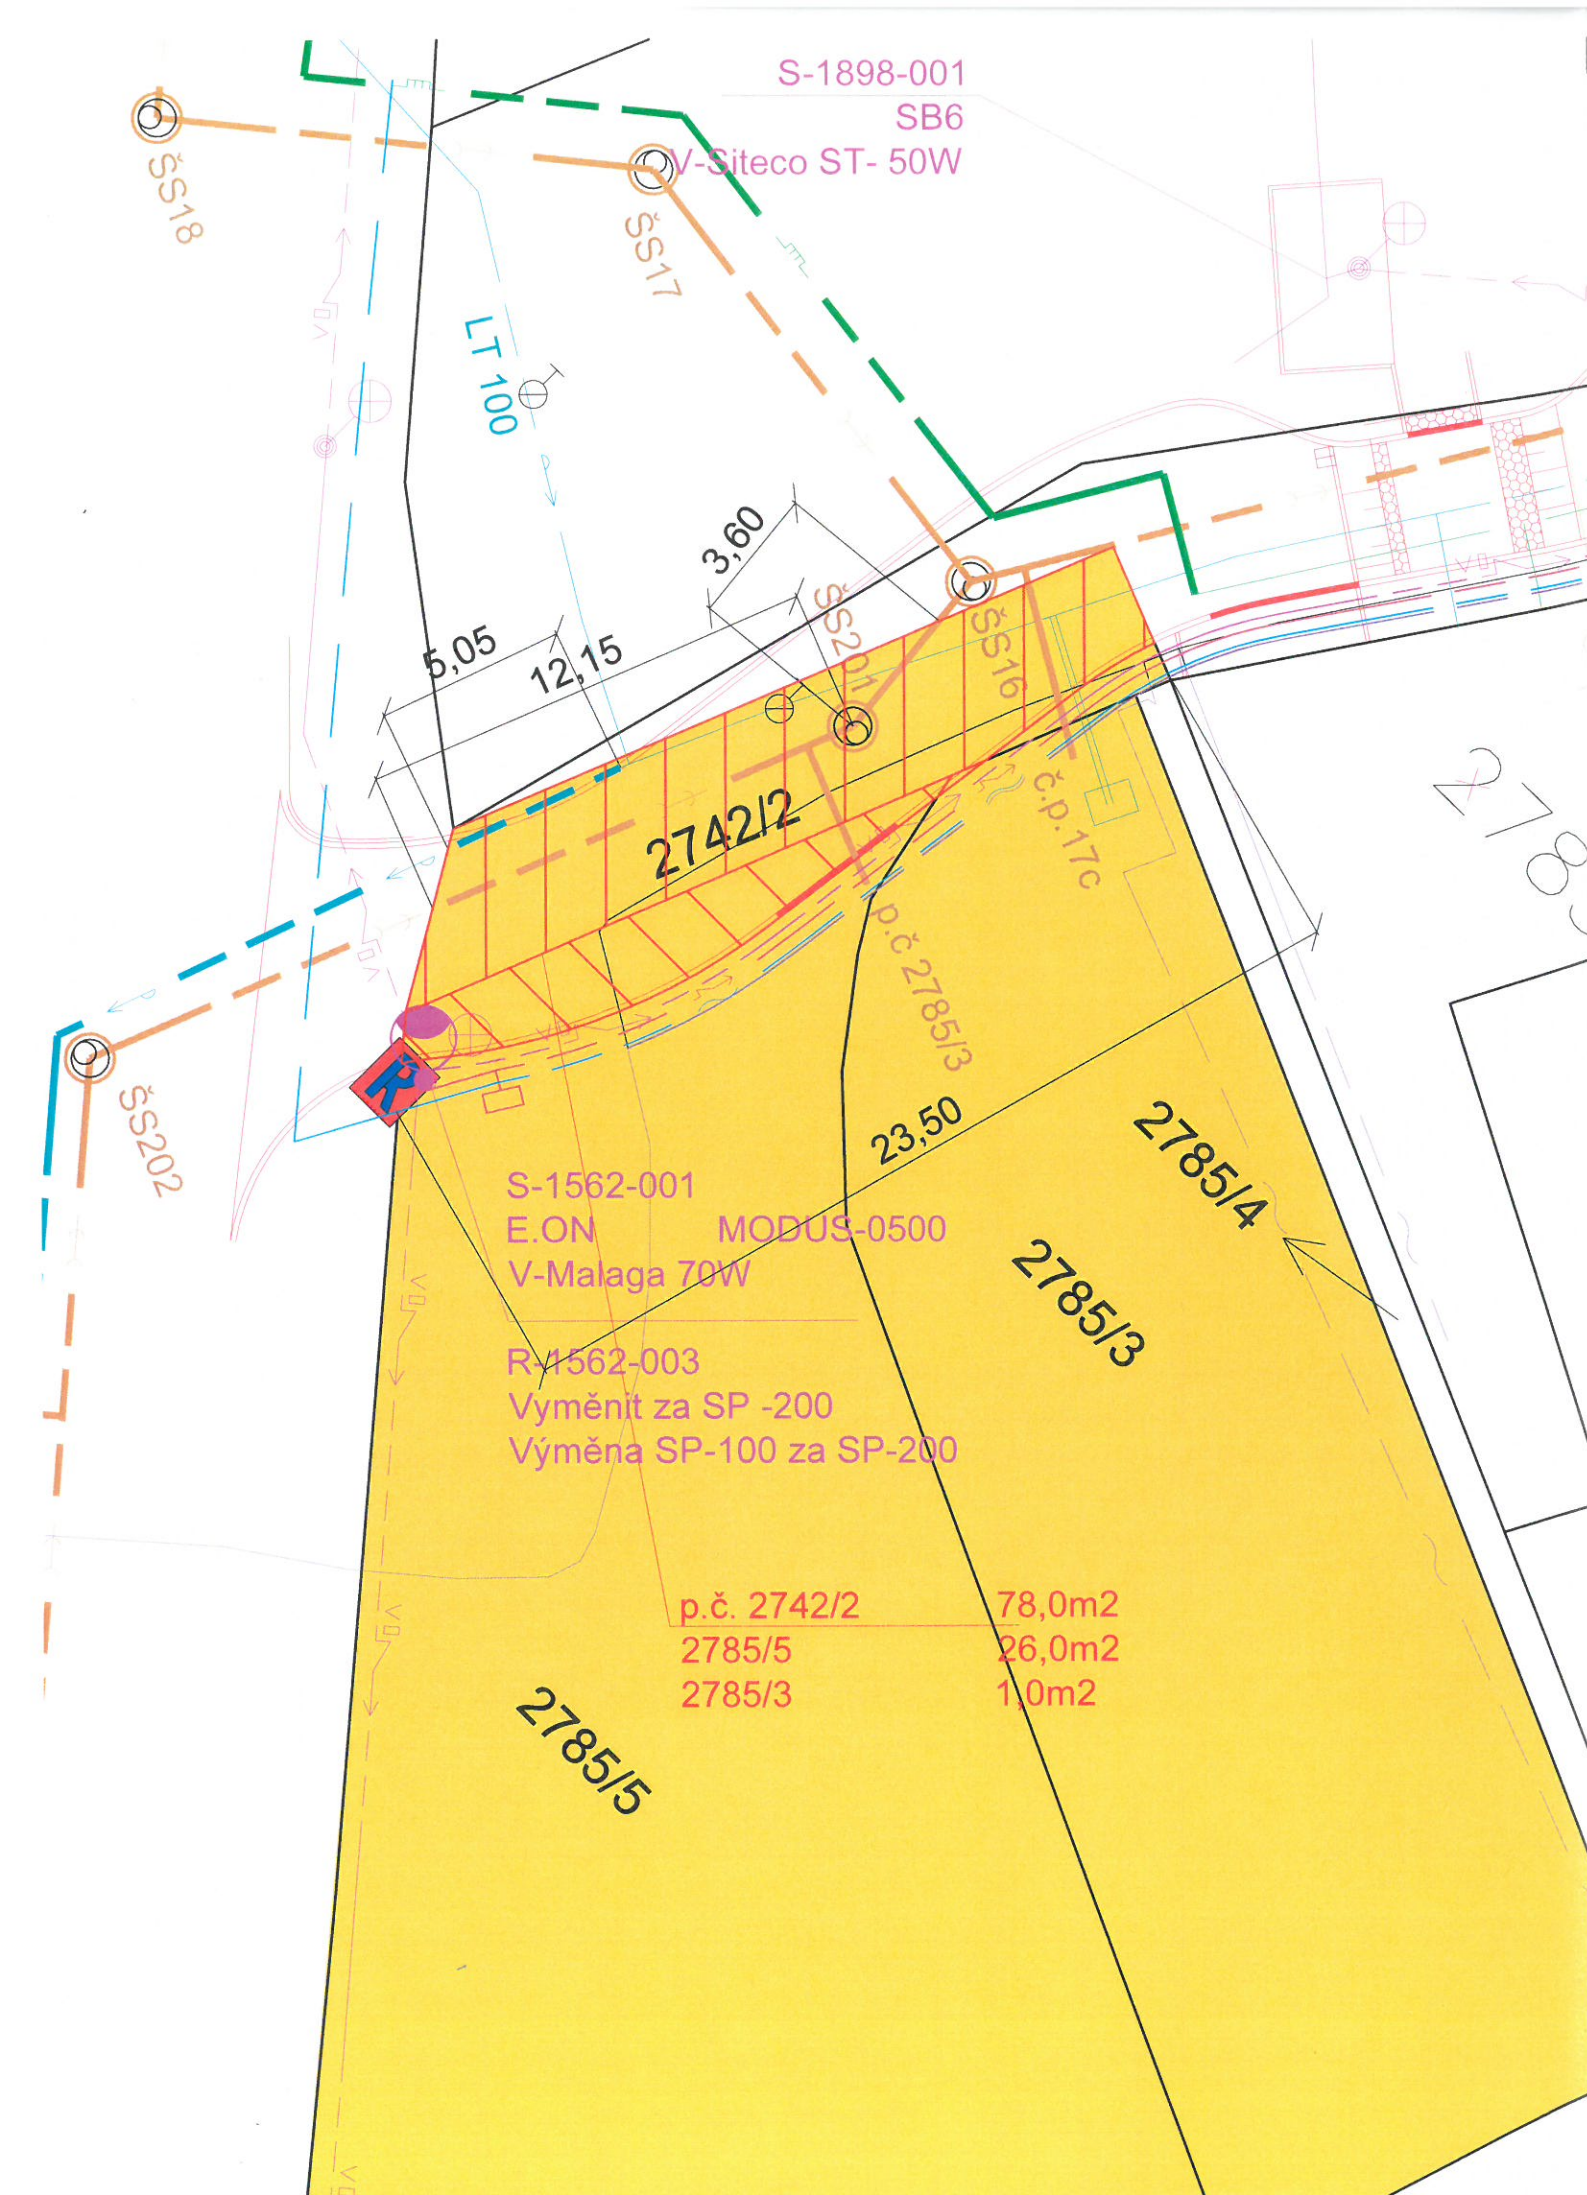 S-1898-001
SB6
V-Siteco ST- 50W
ŠS18
ŠS17
LT 100
3,60
5,05
12,15
ŠS201
ŠS16
2742/2
č.p.17c
p.č 2785/3
278
ŠS202
R
23,50
2785/4
2785/3
S-1562-001
E.ON MODUS-0500
V-Malaga 70W
R-1562-003
Vyměnit za SP -200
Výměna SP-100 za SP-200
p.č. 2742/2 78,0m2
2785/5 26,0m2
2785/3 1,0m2
2785/5